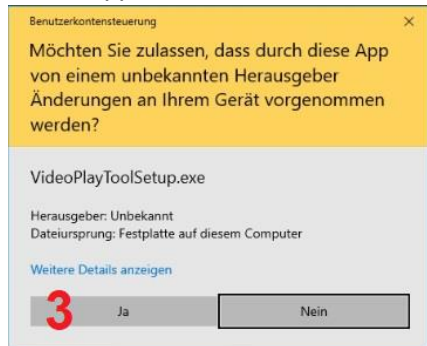 Benutzerkontensteuerung
Möchten Sie zulassen, dass durch diese App
von einem unbekannten Herausgeber
Änderungen an Ihrem Gerät vorgenommen
werden?
VideoPlayToolSetup.exe
Herausgeber: Unbekannt
Dateiursprung: Festplatte auf diesem Computer
Weitere Details anzeigen
3 Ja Nein